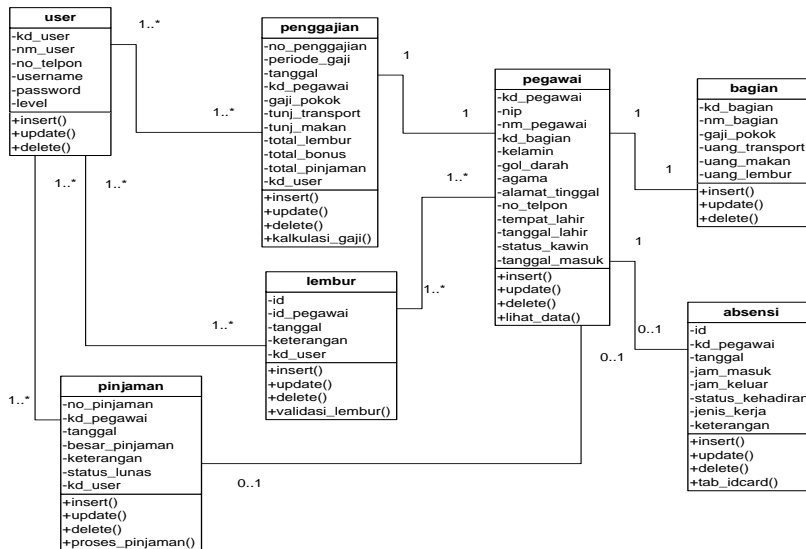 user
-kd_user
-nm_user
-no_telpon
-username
-password
-level
+insert()
+update()
+delete()
1..*
1..*
1..*
1..*
penggajian
-no_penggajian
-periode_gaji
-tanggal
-kd_pegawai
-gaji_pokok
-tunj_transport
-tunj_makan
-total_lembur
-total_bonus
-total_pinjaman
-kd_user
+insert()
+update()
+delete()
+kalkulasi_gaji()
1
1
pegawai
-kd_pegawai
-nip
-nm_pegawai
-kd_bagian
-kelamin
-gol_darah
-agama
-alamat_tinggal
-no_telpon
-tempat_lahir
-tanggal_lahir
-status_kawin
-tanggal_masuk
+insert()
+update()
+delete()
+lihat_data()
1
1
bagian
-kd_bagian
-nm_bagian
-gaji_pokok
-uang_transport
-uang_makan
-uang_lembur
+insert()
+update()
+delete()
1..*
1..*
1..*
lembur
-id
-id_pegawai
-tanggal
-keterangan
-kd_user
+insert()
+update()
+delete()
+validasi_lembur()
1
0..1
0..1
absensi
-id
-kd_pegawai
-tanggal
-jam_masuk
-jam_keluar
-status_kehadiran
-jenis_kerja
-keterangan
+insert()
+update()
+delete()
+tab_idcard()
1..*
pinjaman
-no_pinjaman
-kd_pegawai
-tanggal
-besar_pinjaman
-keterangan
-status_lunas
-kd_user
+insert()
+update()
+delete()
+proses_pinjaman()
0..1